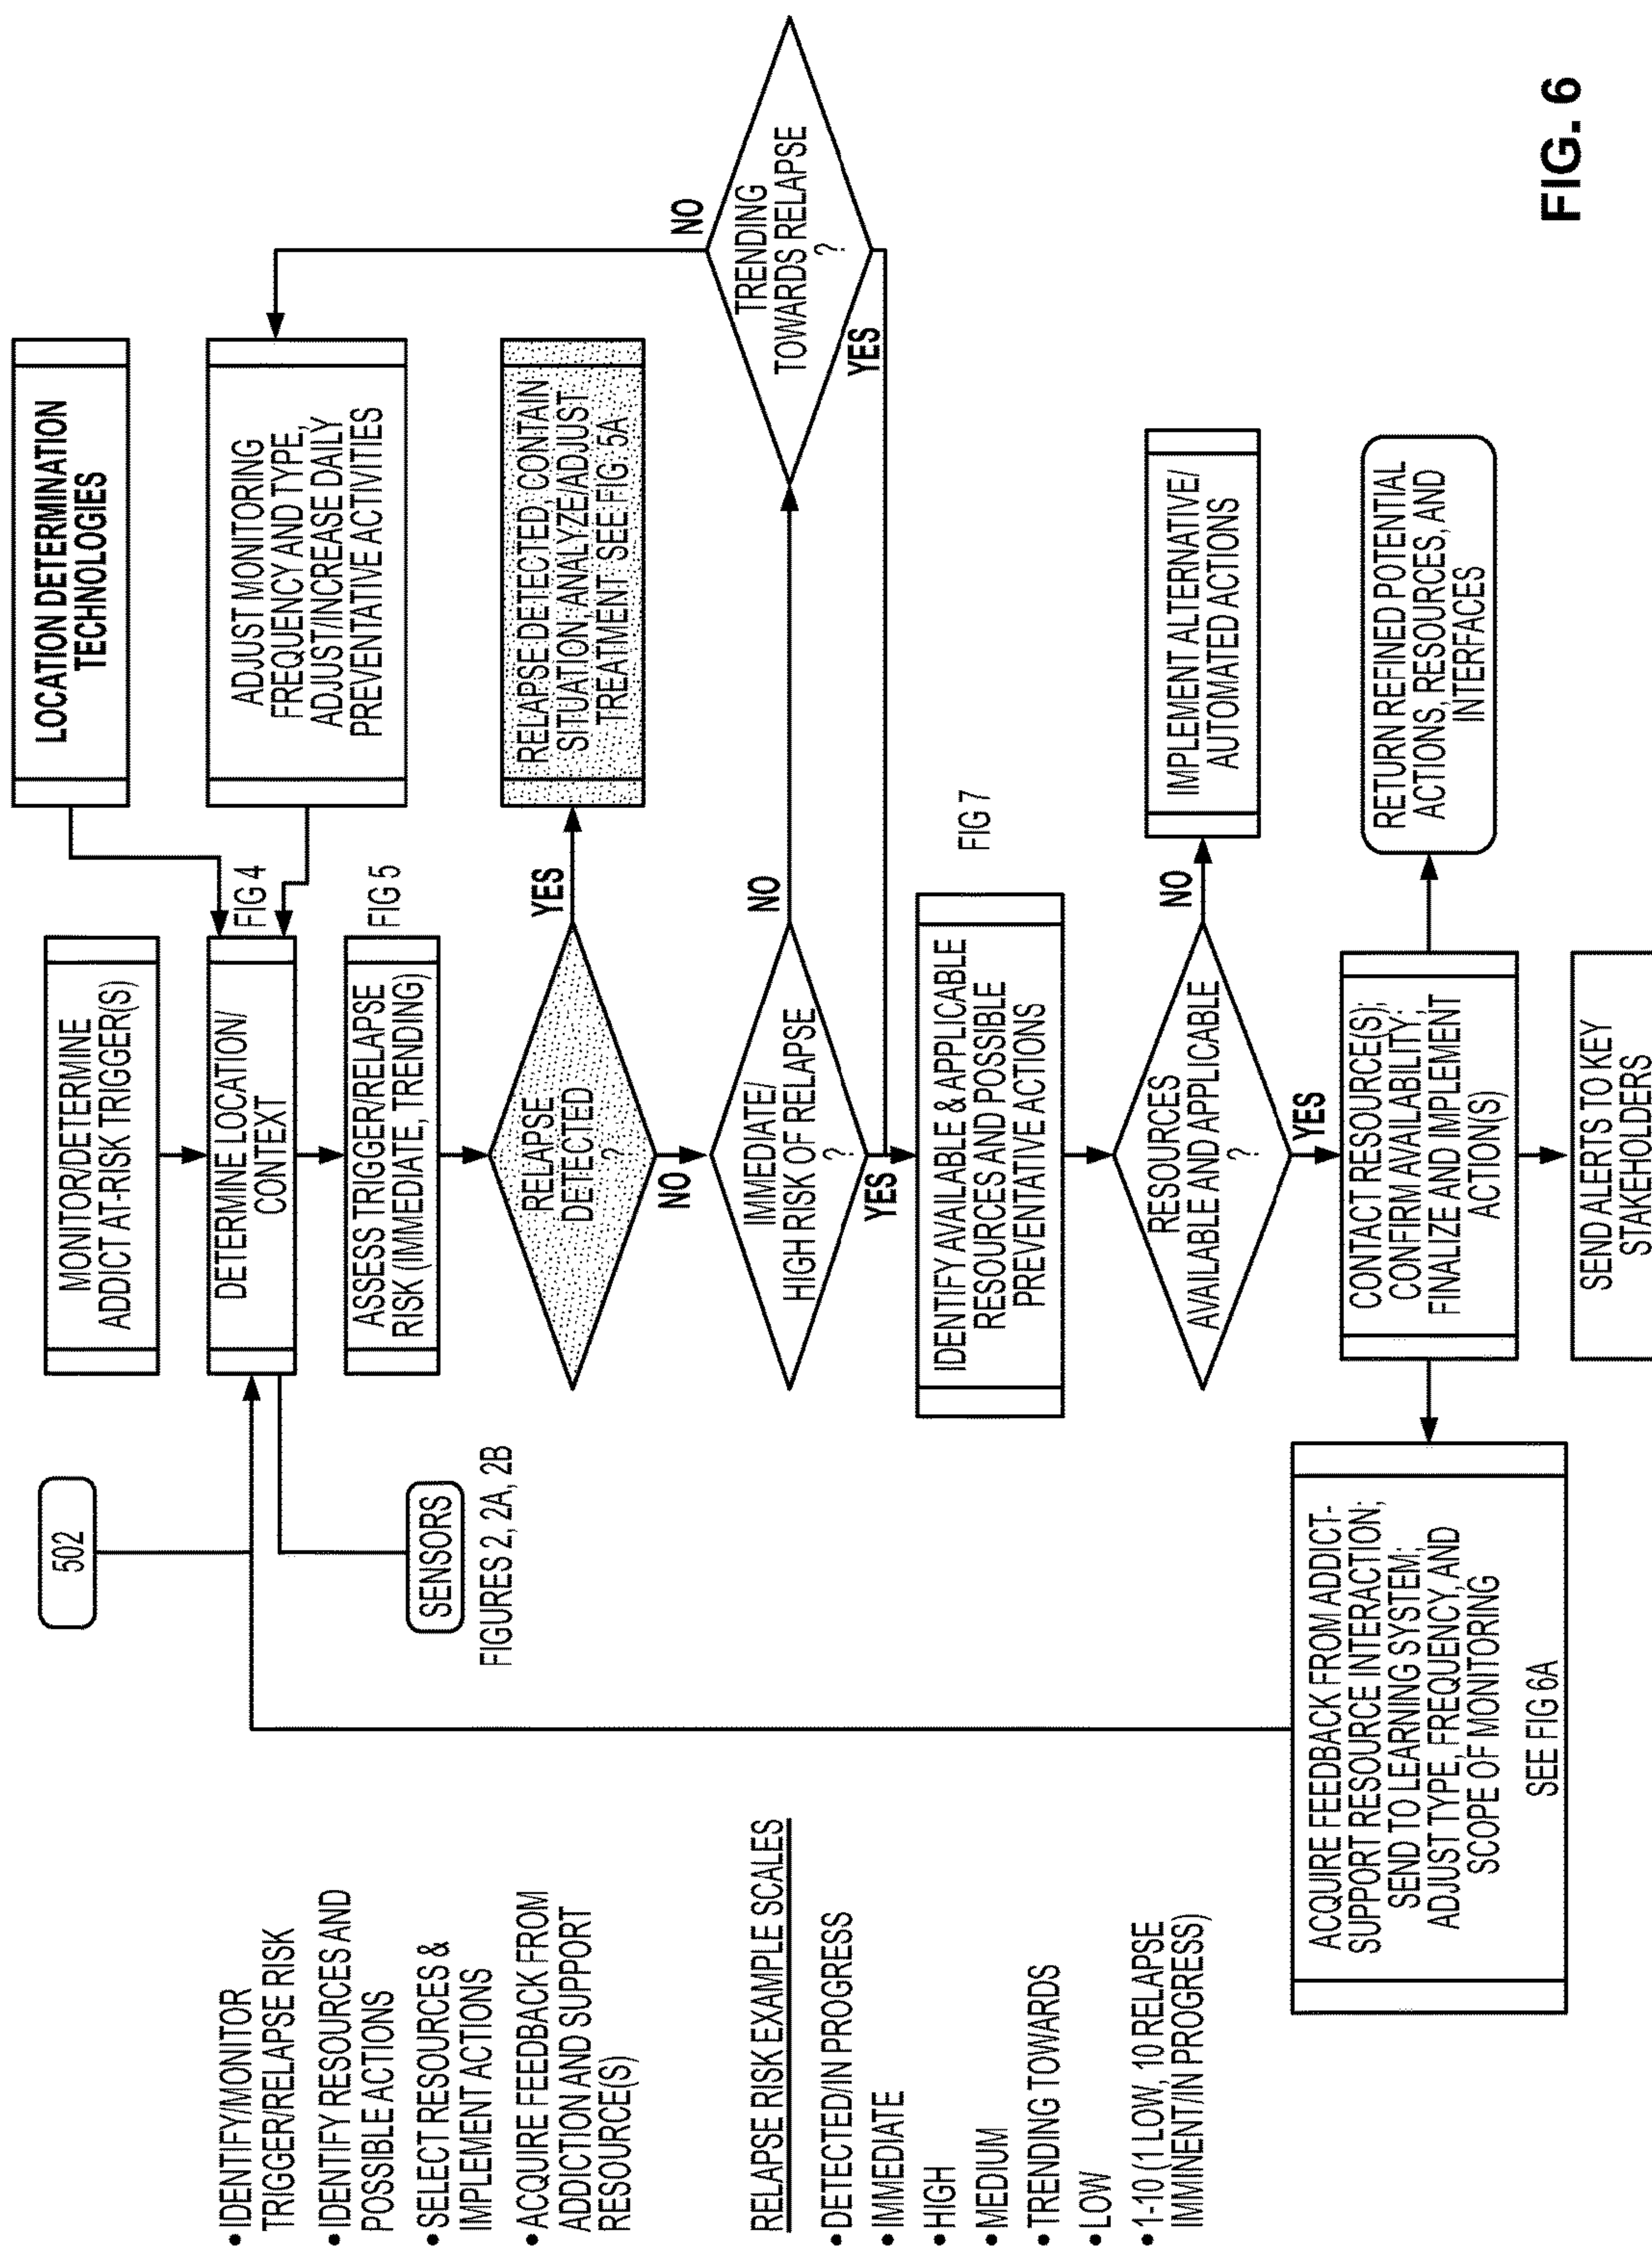 • IDENTIFY/MONITOR
TRIGGER/RELAPSE RISK
• IDENTIFY RESOURCES AND
POSSIBLE ACTIONS
• SELECT RESOURCES &
IMPLEMENT ACTIONS
• ACQUIRE FEEDBACK FROM
ADDICTION AND SUPPORT
RESOURCE(S)
RELAPSE RISK EXAMPLE SCALES
• DETECTED/IN PROGRESS
• IMMEDIATE
• HIGH
• MEDIUM
• TRENDING TOWARDS
• LOW
• 1-10 (1 LOW, 10 RELAPSE
IMMINENT/IN PROGRESS)
502
SENSORS
FIGURES 2, 2A, 2B
MONITOR/DETERMINE
ADDICT AT-RISK TRIGGER(S)
LOCATION DETERMINATION
TECHNOLOGIES
DETERMINE LOCATION/
CONTEXT
FIG 4
ADJUST MONITORING
FREQUENCY AND TYPE,
ADJUST/INCREASE DAILY
PREVENTATIVE ACTIVITIES
ASSESS TRIGGER/RELAPSE
RISK (IMMEDIATE, TRENDING)
FIG 5
RELAPSE
DETECTED
?
YES
RELAPSE DETECTED, CONTAIN
SITUATION, ANALYZE/ADJUST
TREATMENT SEE FIG. 5A
NO
IMMEDIATE/
HIGH RISK OF RELAPSE
?
NO
TRENDING
TOWARDS RELAPSE
?
NO
YES
YES
IDENTIFY AVAILABLE & APPLICABLE
RESOURCES AND POSSIBLE
PREVENTATIVE ACTIONS
FIG 7
RESOURCES
AVAILABLE AND APPLICABLE
?
NO
IMPLEMENT ALTERNATIVE/
AUTOMATED ACTIONS
YES
CONTACT RESOURCE(S);
CONFIRM AVAILABILITY;
FINALIZE AND IMPLEMENT
ACTION(S)
RETURN REFINED POTENTIAL
ACTIONS, RESOURCES, AND
INTERFACES
ACQUIRE FEEDBACK FROM ADDICT-
SUPPORT RESOURCE INTERACTION;
SEND TO LEARNING SYSTEM;
ADJUST TYPE, FREQUENCY, AND
SCOPE OF MONITORING
SEE FIG 6A
SEND ALERTS TO KEY
STAKEHOLDERS
FIG. 6